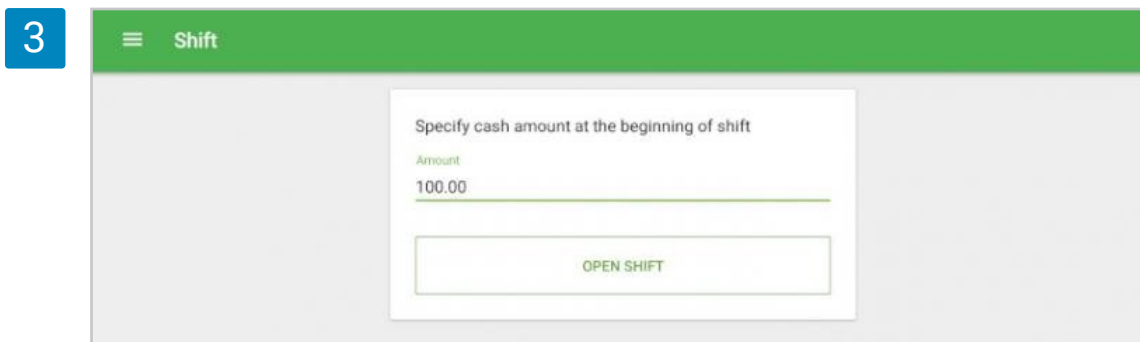 3
Shift
Specify cash amount at the beginning of shift
Amount
100.00
OPEN SHIFT